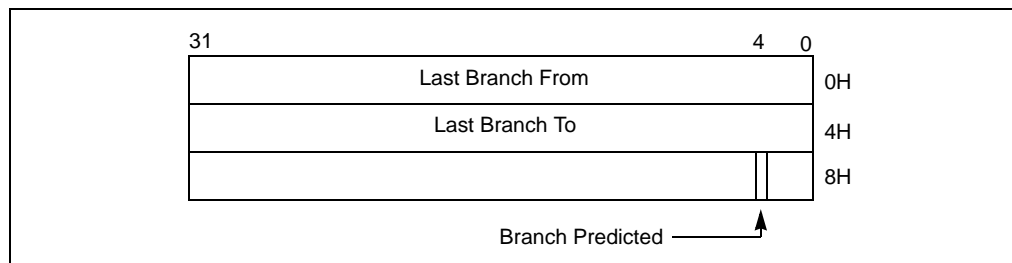 31 4 0
Last Branch From 0H
Last Branch To 4H
8H
Branch Predicted